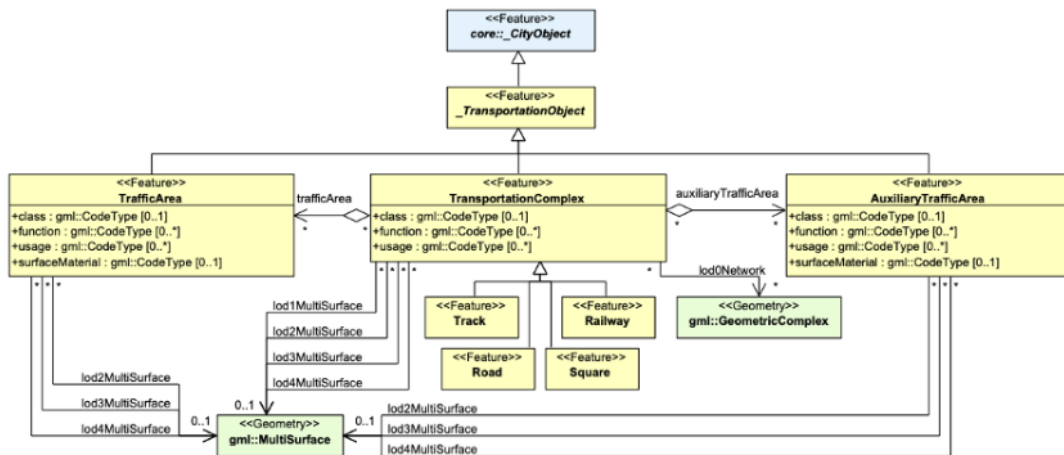 <<Feature>>
core::_CityObject
<<Feature>>
_TransportationObject
<<Feature>>
TrafficArea
+class : gml::CodeType [0..1]
+function : gml::CodeType [0..*]
+usage : gml::CodeType [0..*]
+surfaceMaterial : gml::CodeType [0..1]
trafficArea
*
*
<<Feature>>
TransportationComplex
+class : gml::CodeType [0..1]
+function : gml::CodeType [0..*]
+usage : gml::CodeType [0..*]
auxiliaryTrafficArea
*
*
<<Feature>>
AuxiliaryTrafficArea
+class : gml::CodeType [0..1]
+function : gml::CodeType [0..*]
+usage : gml::CodeType [0..*]
+surfaceMaterial : gml::CodeType [0..1]
* * * *
*
lod0Network
*
* * *
* * *
lod1MultiSurface
lod2MultiSurface
lod3MultiSurface
lod4MultiSurface
<<Feature>>
Track
<<Feature>>
Railway
<<Feature>>
Road
<<Feature>>
Square
<<Geometry>>
gml::GeometricComplex
lod2MultiSurface
lod3MultiSurface
lod4MultiSurface
0..1
0..1
<<Geometry>>
gml::MultiSurface
0..1
lod2MultiSurface
lod3MultiSurface
lod4MultiSurface